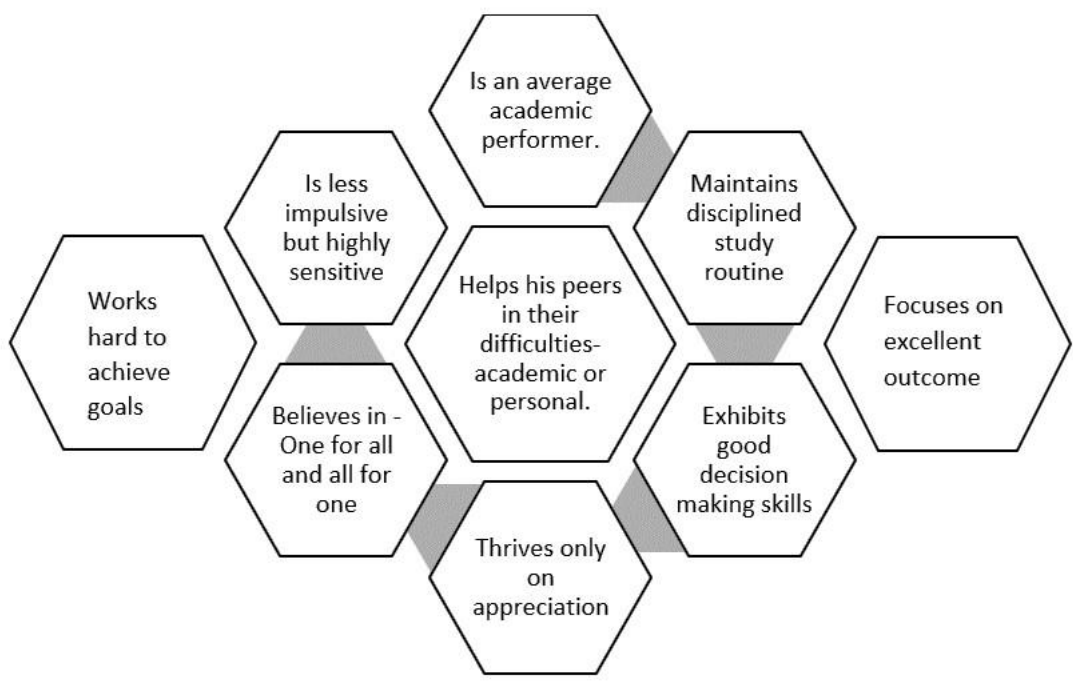 Is an average
academic
performer.
Is less
impulsive
but highly
sensitive
Maintains
disciplined
study
routine
Works
hard to
achieve
goals
Helps his peers
in their
difficulties-
academic or
personal.
Focuses on
excellent
outcome
Believes in -
One for all
and all for
one
Exhibits
good
decision
making skills
Thrives only
on
appreciation